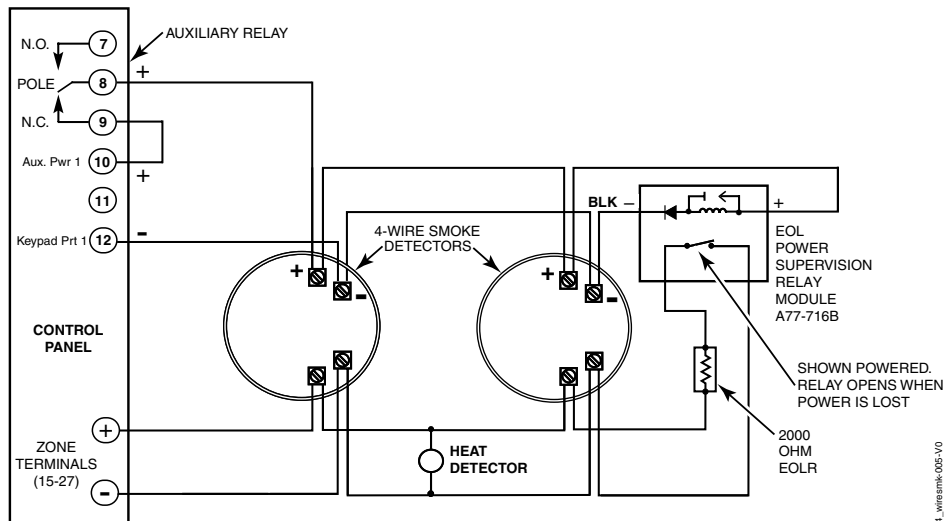 AUXILIARY RELAY
N.O.
7
POLE
8
+
N.C.
9
Aux. Pwr 1
10
+
11
Keypad Prt 1
12
-
4-WIRE SMOKE
DETECTORS
+
-
+
-
BLK
–
+
EOL
POWER
SUPERVISION
RELAY
MODULE
A77-716B
CONTROL
PANEL
SHOWN POWERED.
RELAY OPENS WHEN
POWER IS LOST
+
ZONE
TERMINALS
(15-27)
-
HEAT
DETECTOR
2000
OHM
EOLR
4_wiresmk-005-V0